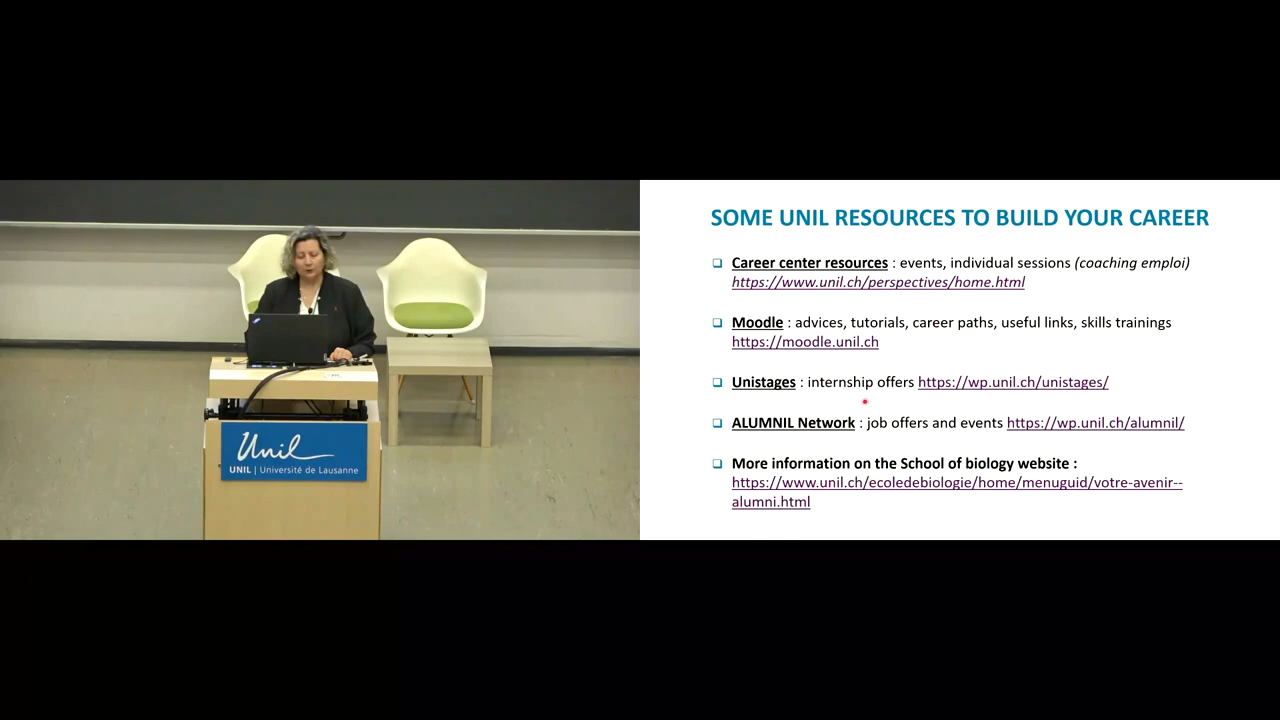 Unil
UNIL | Université de Lausanne
SOME UNIL RESOURCES TO BUILD YOUR CAREER
Career center resources : events, individual sessions (coaching emploi)
https://www.unil.ch/perspectives/home.html
Moodle : advices, tutorials, career paths, useful links, skills trainings
https://moodle.unil.ch
Unistages : internship offers https://wp.unil.ch/unistages/
ALUMNIL Network : job offers and events https://wp.unil.ch/alumnil/
More information on the School of biology website :
https://www.unil.ch/ecoledebiologie/home/menuguid/votre-avenir--
alumni.html